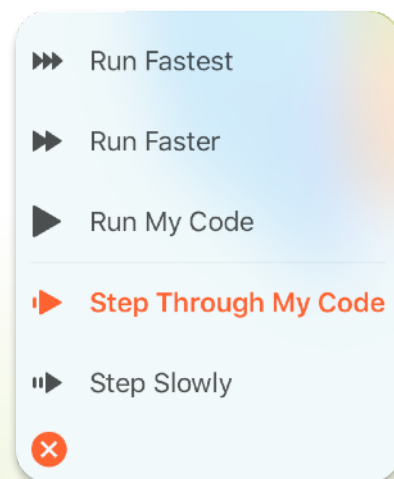 Run Fastest
Run Faster
Run My Code
Step Through My Code
Step Slowly